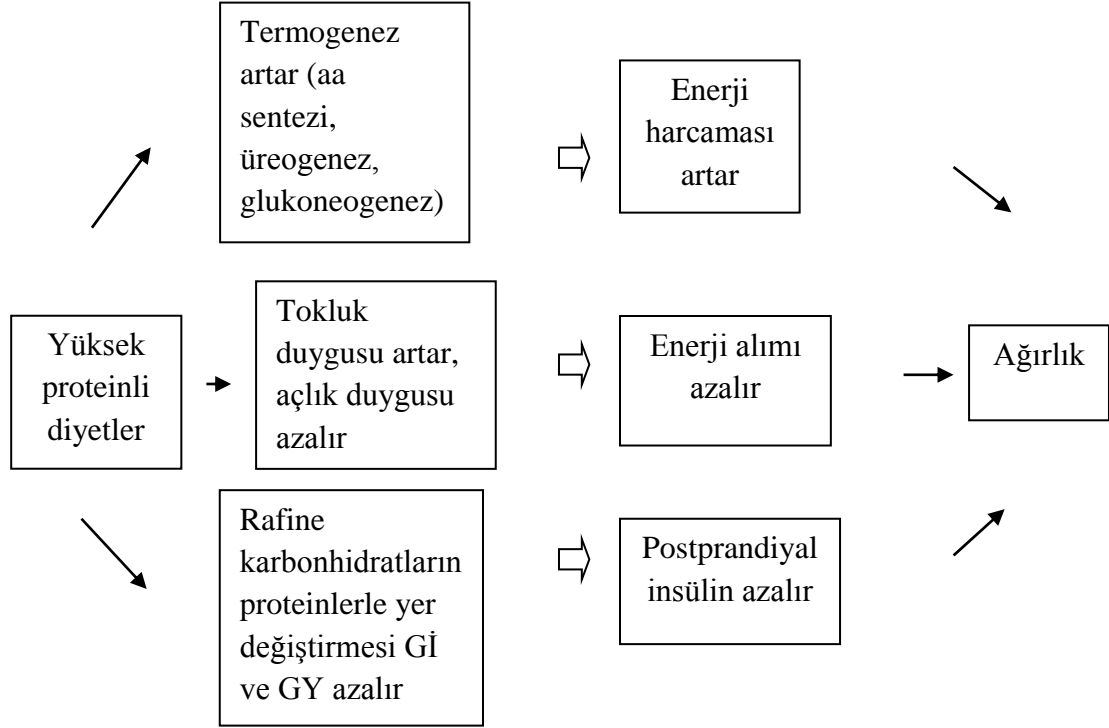 Termogenez
artar (aa
sentezi,
üreogenez,
glukoneogenez)
Enerji
harcaması
artar
Yüksek
proteinli
diyetler
Tokluk
duygusu artar,
açlık duygusu
azalır
Enerji alımı
azalır
Ağırlık
Rafine
karbonhidratların
proteinlerle yer
değiştirmesi Gİ
ve GY azalır
Postprandiyal
insülin azalır